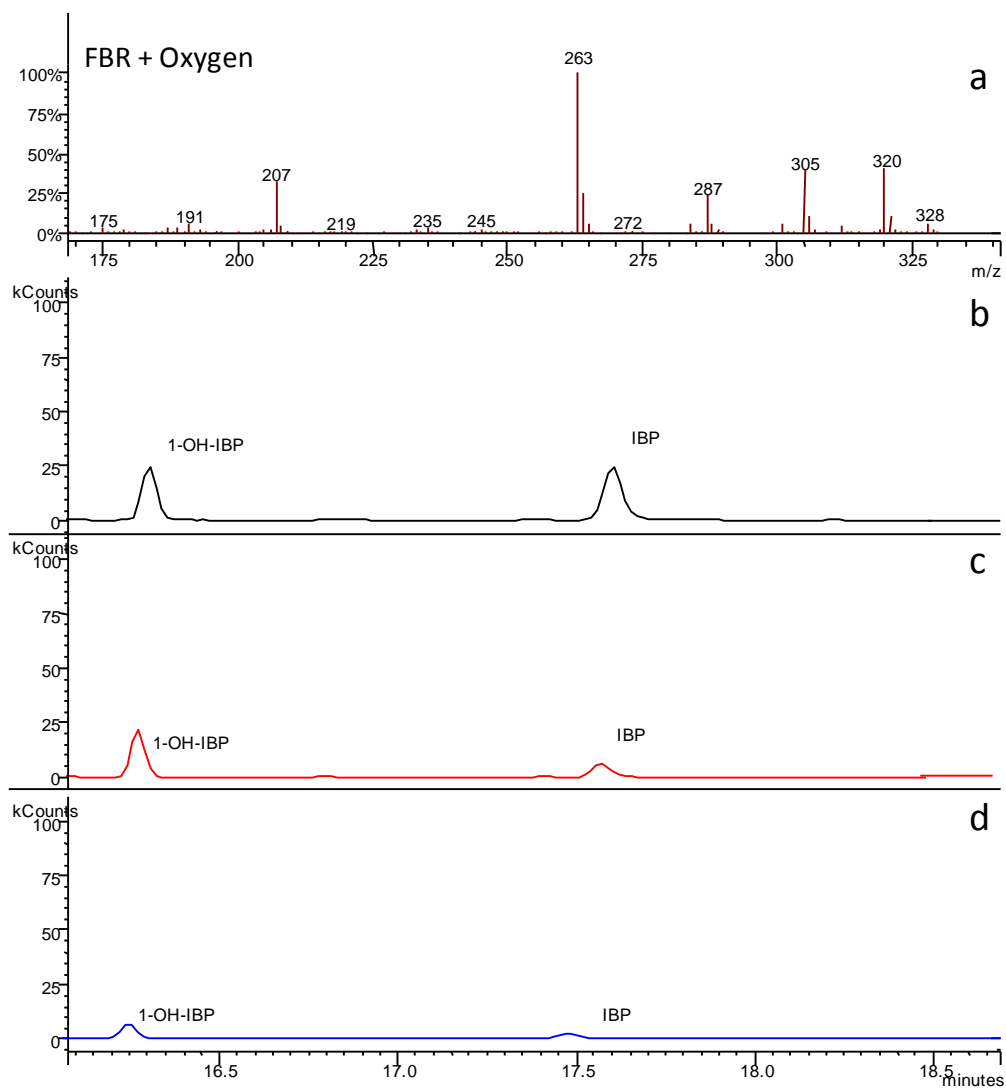 FBR + Oxygen
a
100%
75%
50%
25%
0%
263
207
305
320
287
175
191
219
235
245
272
328
175
200
225
250
275
300
325
m/z
kCounts
b
100
75
50
25
0
1-OH-IBP
IBP
kCounts
c
100
75
50
25
0
1-OH-IBP
IBP
kCounts
d
100
75
50
25
0
1-OH-IBP
IBP
16.5
17.0
17.5
18.0
18.5
minutes